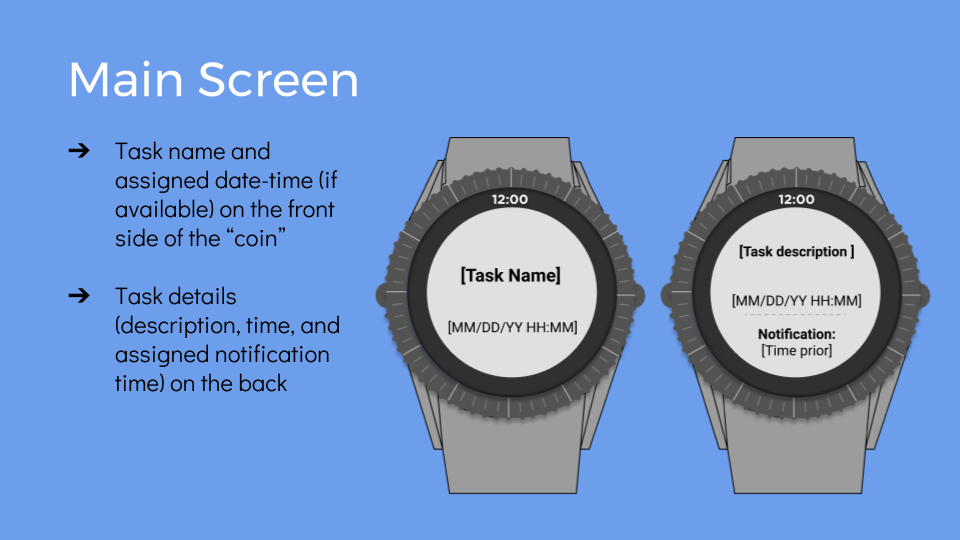 Main Screen
➔ Task name and
assigned date-time (if
available) on the front
side of the “coin”
➔ Task details
(description, time, and
assigned notification
time) on the back
12:00
[Task Name]
[MM/DD/YY HH:MM]
12:00
[Task description ]
[MM/DD/YY HH:MM]
Notification:
[Time prior]